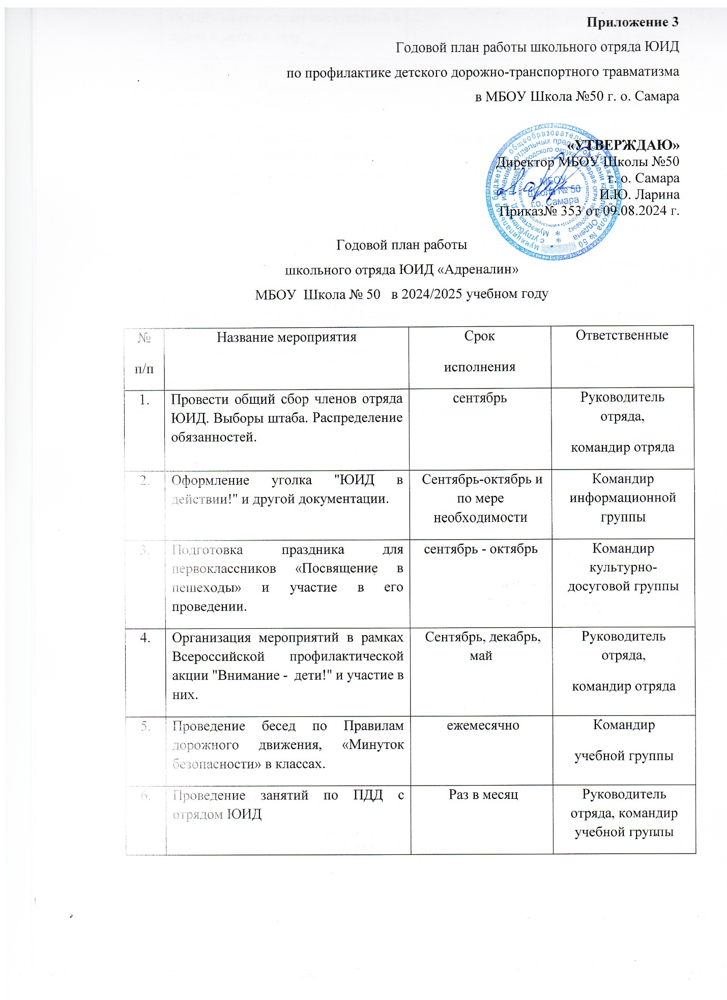 Приложение 3
Годовой план работы школьного отряда ЮИД
по профилактике детского дорожно-транспортного травматизма
в МБОУ Школа №50 г. о. Самара
«УТВЕРЖДАЮ»
Директор МБОУ Школы №50
г. о. Самара
И.Ю. Ларина
Приказ№ 353 от 09.08.2024 г.
МБОУ
школа № 50
г.о. Самара
Годовой план работы
школьного отряда ЮИД «Адреналин»
МБОУ Школа № 50 в 2024/2025 учебном году
№
п/п
Название мероприятия
Срок
исполнения
Ответственные
1.
Провести общий сбор членов отряда
ЮИД. Выборы штаба. Распределение
обязанностей.
сентябрь
Руководитель
отряда,
командир отряда
2.
Оформление уголка "ЮИД в
действии!" и другой документации.
Сентябрь-октябрь и
по мере
необходимости
Командир
информационной
группы
3.
Подготовка праздника для
первоклассников «Посвящение в
пешеходы» и участие в его
проведении.
сентябрь - октябрь
Командир
культурно-
досуговой группы
4.
Организация мероприятий в рамках
Всероссийской профилактической
акции "Внимание - дети!" и участие в
них.
Сентябрь, декабрь,
май
Руководитель
отряда,
командир отряда
5.
Проведение бесед по Правилам
дорожного движения, «Минуток
безопасности» в классах.
ежемесячно
Командир
учебной группы
6.
Проведение занятий по ПДД с
отрядом ЮИД
Раз в месяц
Руководитель
отряда, командир
учебной группы